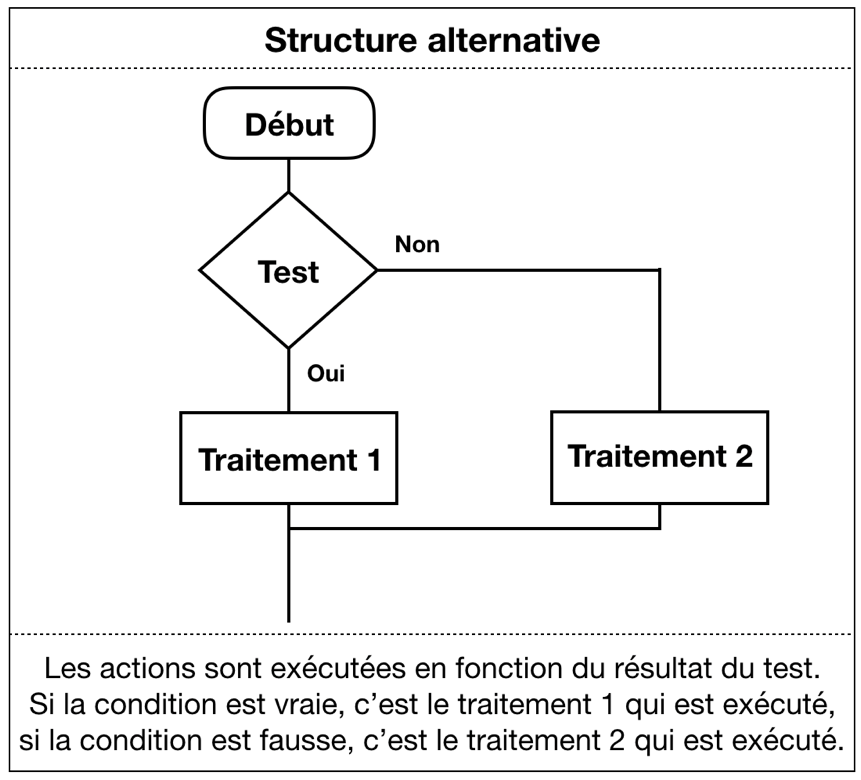 Structure alternative
Début
Non
Test
Oui
Traitement 1
Traitement 2
Les actions sont exécutées en fonction du résultat du test.
Si la condition est vraie, c’est le traitement 1 qui est exécuté,
si la condition est fausse, c’est le traitement 2 qui est exécuté.